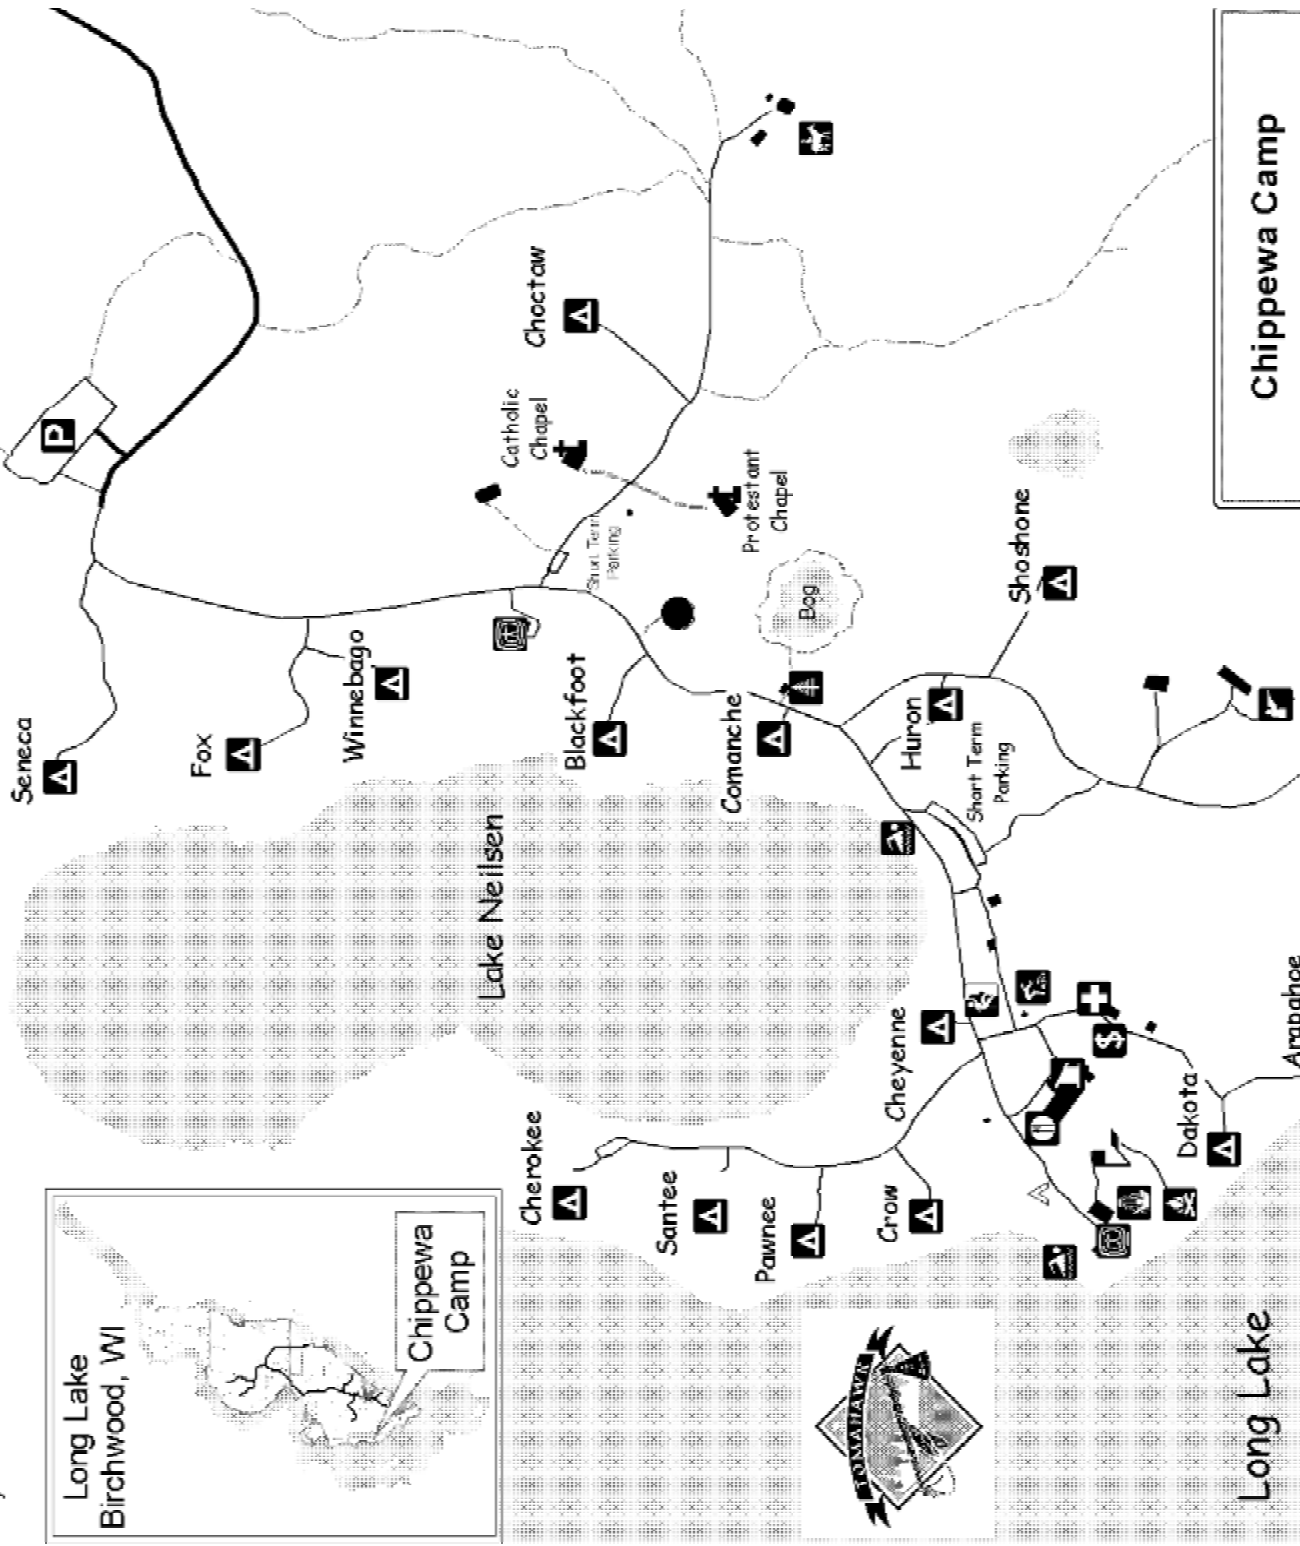 Long Lake
Birchwood, WI
Chippewa
Camp
Seneca
Fox
Winnebago
P
Lake Neilsen
Blackfoot
Comanche
Catholic
Chapel
Choctaw
Short Term
Parking
Protestant
Chapel
Bog
Shoshone
Huron
Short Term
Parking
Cherokee
Santee
Pawnee
Crow
Cheyenne
$
Dakota
Arapahoe
TOMAHAWK
Long Lake
Chippewa Camp